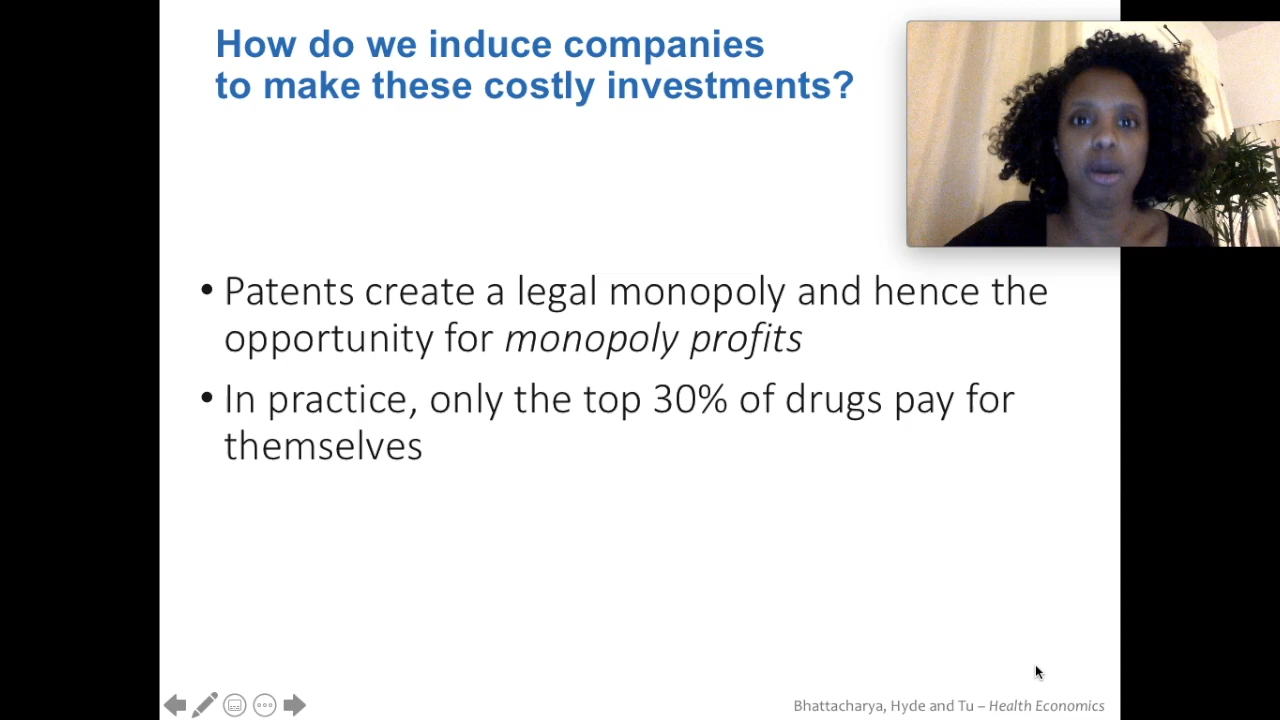 How do we induce companies
to make these costly investments?
• Patents create a legal monopoly and hence the
opportunity for monopoly profits
• In practice, only the top 30% of drugs pay for
themselves
Bhattacharya, Hyde and Tu – Health Economics